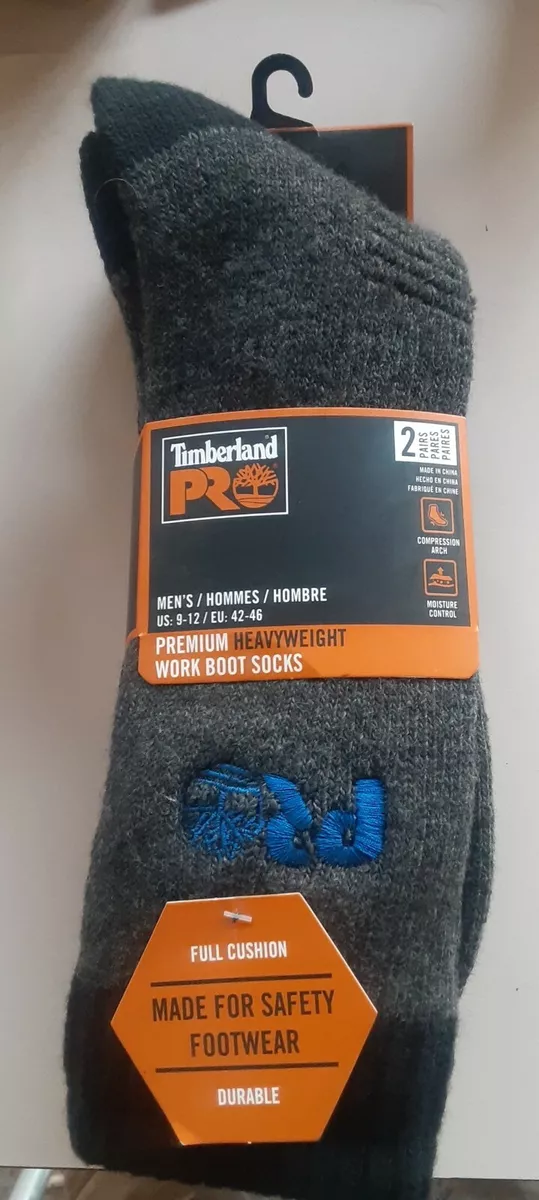 Timberland
PRO
2 PAIRS
PARES
PAIRES
MADE IN CHINA
HECHO EN CHINA
FABRIQUÉ EN CHINE
COMPRESSION
ARCH
MOISTURE
CONTROL
MEN'S / HOMMES / HOMBRE
US: 9-12 / EU: 42-46
PREMIUM HEAVYWEIGHT
WORK BOOT SOCKS
PRO
FULL CUSHION
MADE FOR SAFETY
FOOTWEAR
DURABLE